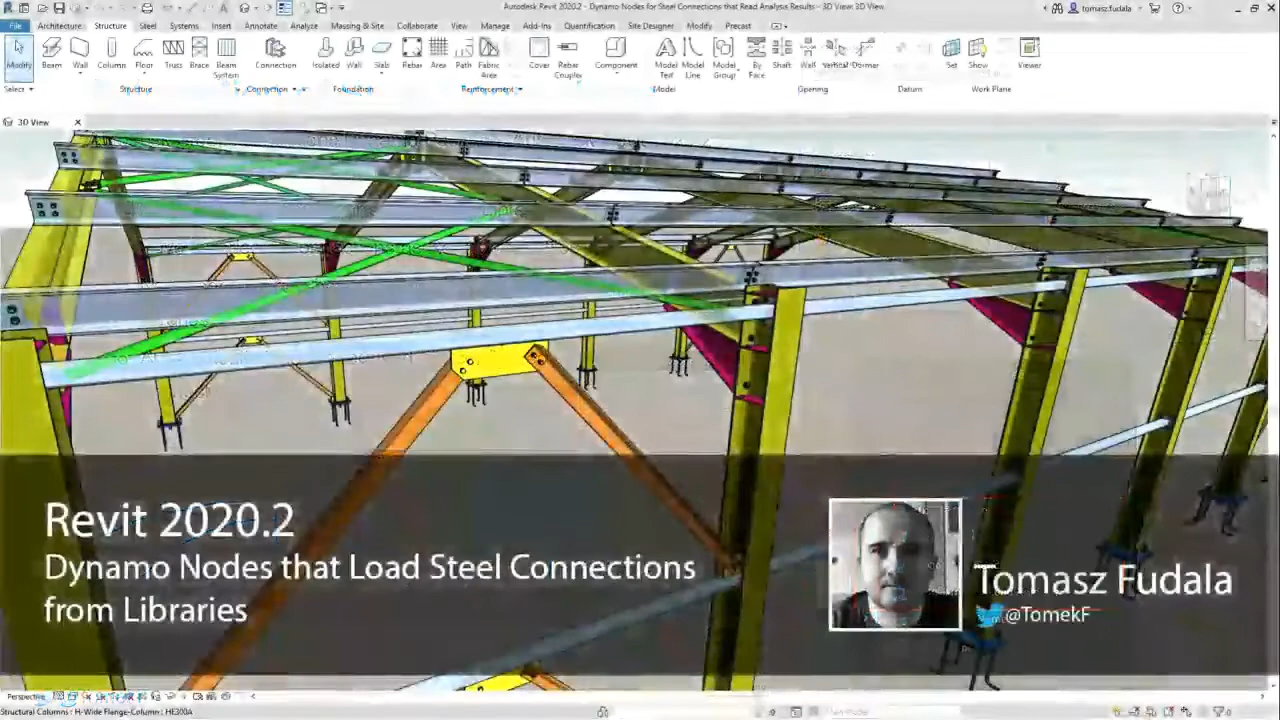 Autodesk Revit 2020.2 - Dynamo Nodes for Steel Connections that Read Analysis Results - 3D View: 3D View
tomasz.fudala
File Architecture Structure Steel Systems Insert Annotate Analyze Massing & Site Collaborate View Manage Add-Ins Quantification Site Designer Modify Precast
Modify Beam Wall Column Floor Truss Brace Beam System Connection Isolated Wall Slab Rebar Area Path Fabric Area Cover Rebar Coupler Component Model Text Model Line Model Group By Face Shaft Wall Vertical Dormer Set Show Viewer
Select Structure Connection Foundation Reinforcement Model Opening Datum Work Plane
3D View
Revit 2020.2
Dynamo Nodes that Load Steel Connections
from Libraries
Tomasz Fudala
@TomekF
Perspective
Structural Columns : H-Wide Flange-Column : HE300A